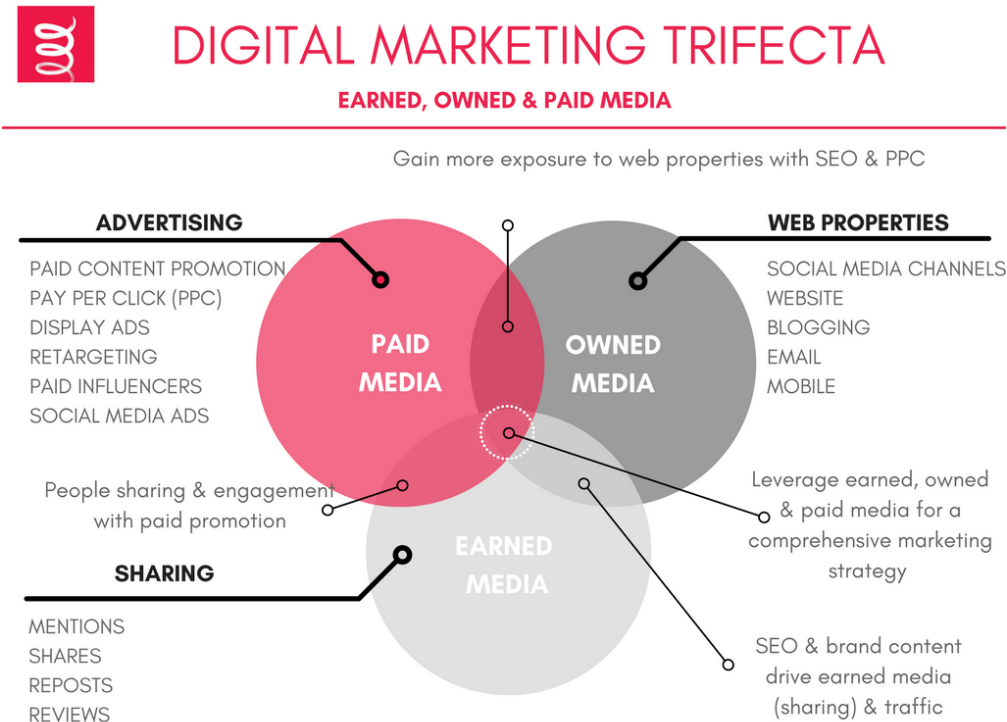 DIGITAL MARKETING TRIFECTA
EARNED, OWNED & PAID MEDIA
Gain more exposure to web properties with SEO & PPC
ADVERTISING
PAID CONTENT PROMOTION
PAY PER CLICK (PPC)
DISPLAY ADS
RETARGETING
PAID INFLUENCERS
SOCIAL MEDIA ADS
WEB PROPERTIES
SOCIAL MEDIA CHANNELS
WEBSITE
BLOGGING
EMAIL
MOBILE
PAID
MEDIA
OWNED
MEDIA
EARNED
MEDIA
People sharing & engagement
with paid promotion
Leverage earned, owned
& paid media for a
comprehensive marketing
strategy
SHARING
MENTIONS
SHARES
REPOSTS
REVIEWS
SEO & brand content
drive earned media
(sharing) & traffic